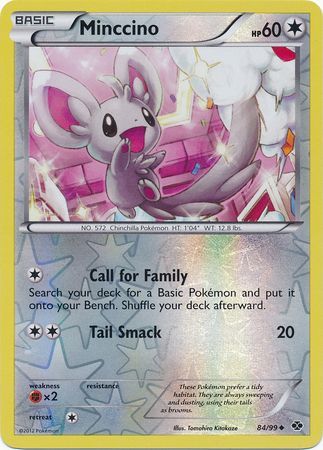 BASIC
Minccino
HP60
NO. 572 Chinchilla Pokémon HT: 1'04" WT: 12.8 lbs.
Call for Family
Search your deck for a Basic Pokémon and put it
onto your Bench. Shuffle your deck afterward.
Tail Smack 20
weakness resistance
×2
retreat
These Pokémon prefer a tidy
habitat. They are always sweeping
and dusting, using their tails
as brooms.
©2012 Pokémon
Illus. Tomohiro Kitakaze
84/99